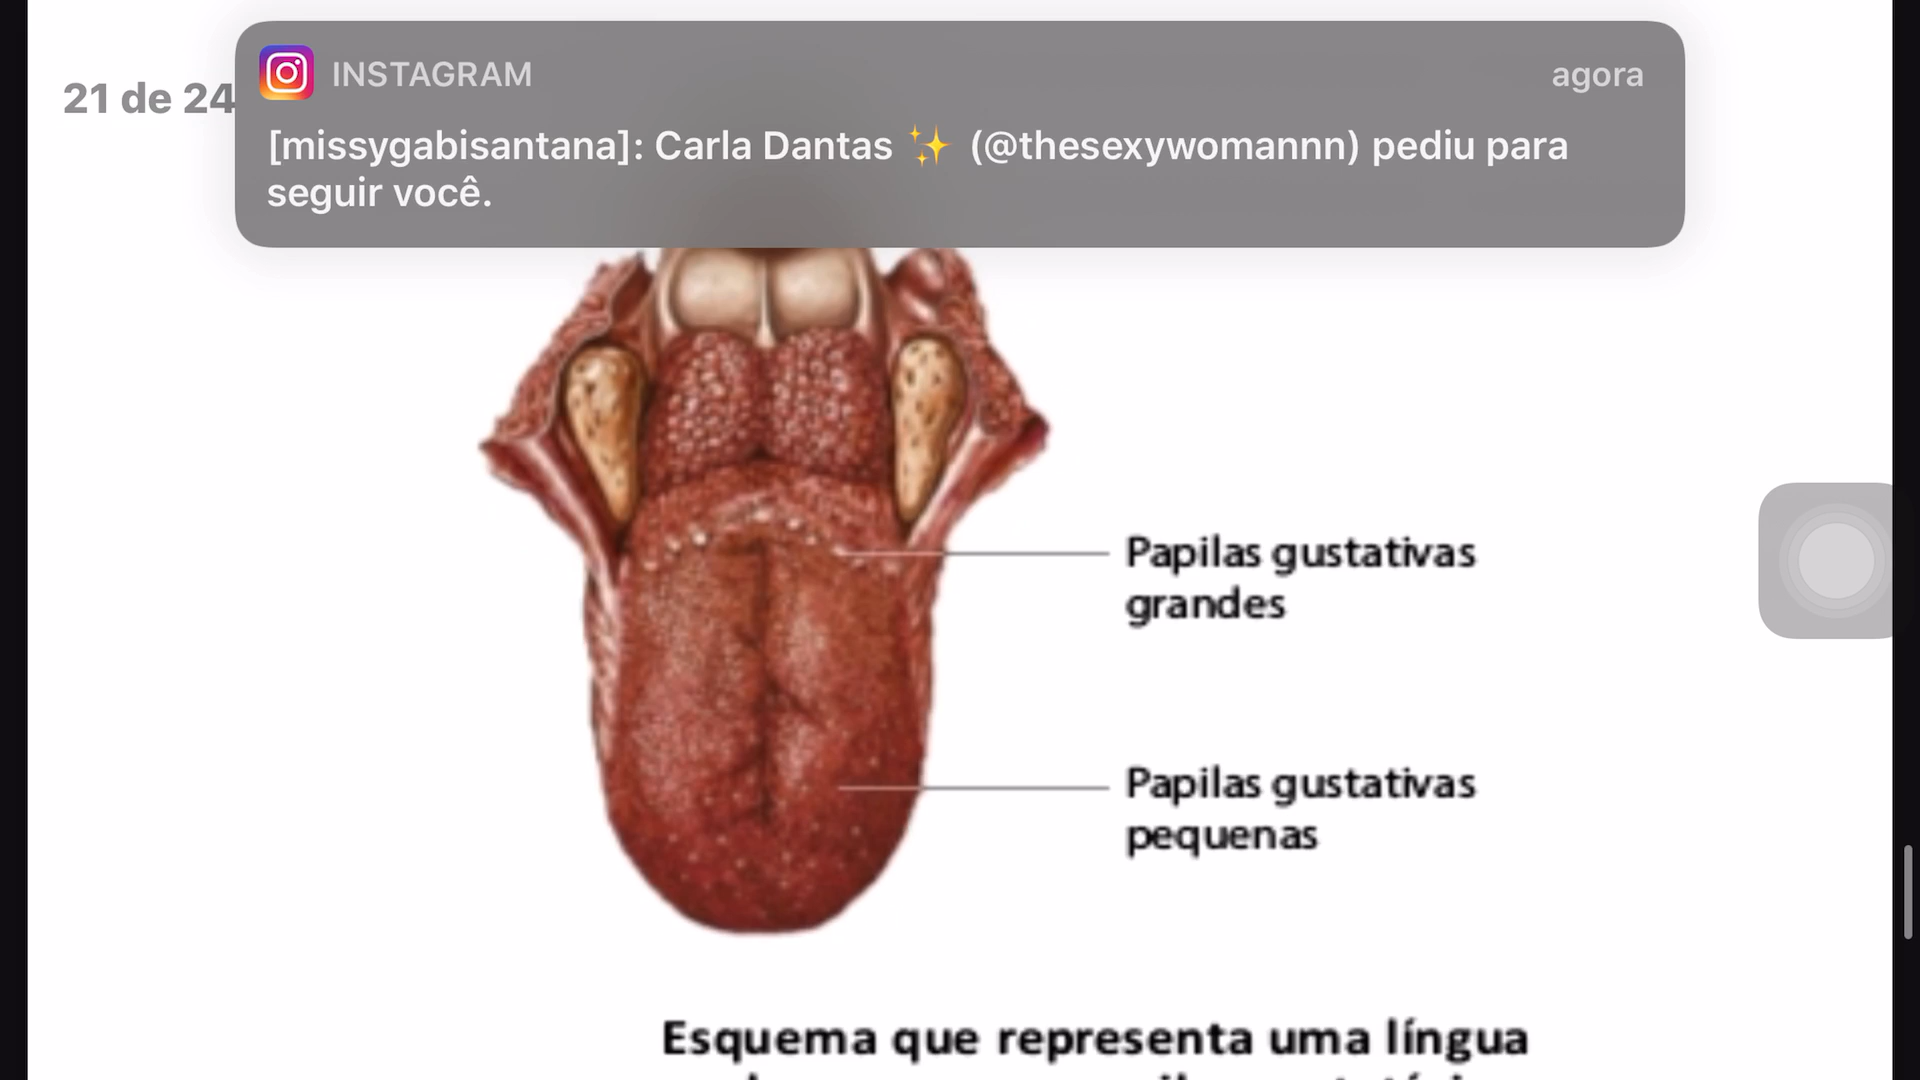 21 de 24
INSTAGRAM
agora
[missygabisantana]: Carla Dantas ✨ (@thesexywomannn) pediu para
seguir você.
Papilas gustativas
grandes
Papilas gustativas
pequenas
Esquema que representa uma língua